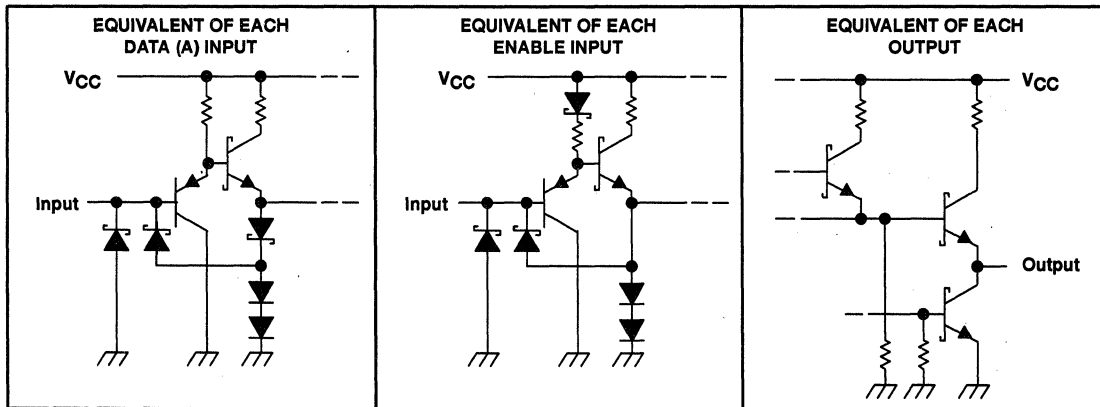 EQUIVALENT OF EACH
DATA (A) INPUT
VCC
Input
EQUIVALENT OF EACH
ENABLE INPUT
VCC
Input
EQUIVALENT OF EACH
OUTPUT
VCC
Output